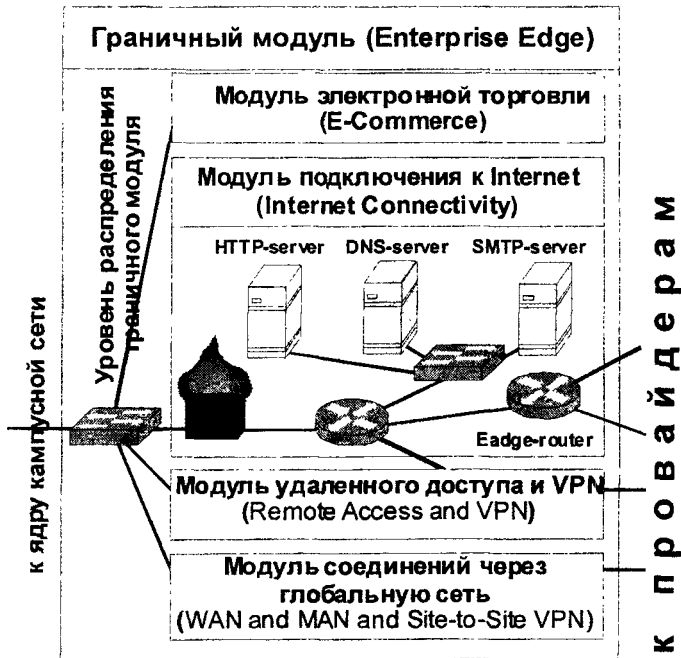 Граничный модуль (Enterprise Edge)
Уровень распределения
граничного модуля
Модуль электронной торговли
(E-Commerce)
Модуль подключения к Internet
(Internet Connectivity)
HTTP-server DNS-server SMTP-server
Eadge-router
Модуль удаленного доступа и VPN
(Remote Access and VPN)
Модуль соединений через
глобальную сеть
(WAN and MAN and Site-to-Site VPN)
к ядру кампусной сети
к провайдерам